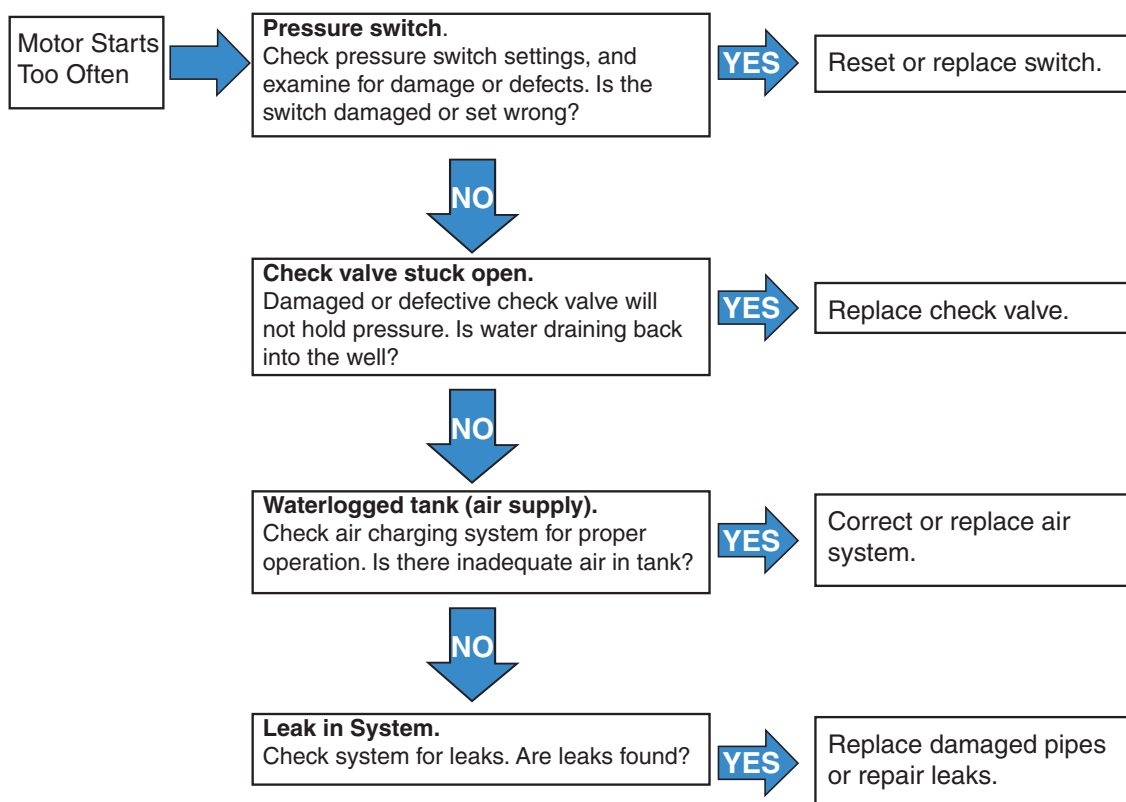 Motor Starts
Too Often
Pressure switch.
Check pressure switch settings, and
examine for damage or defects. Is the
switch damaged or set wrong?
YES
Reset or replace switch.
NO
Check valve stuck open.
Damaged or defective check valve will
not hold pressure. Is water draining back
into the well?
YES
Replace check valve.
NO
Waterlogged tank (air supply).
Check air charging system for proper
operation. Is there inadequate air in tank?
YES
Correct or replace air
system.
NO
Leak in System.
Check system for leaks. Are leaks found?
YES
Replace damaged pipes
or repair leaks.